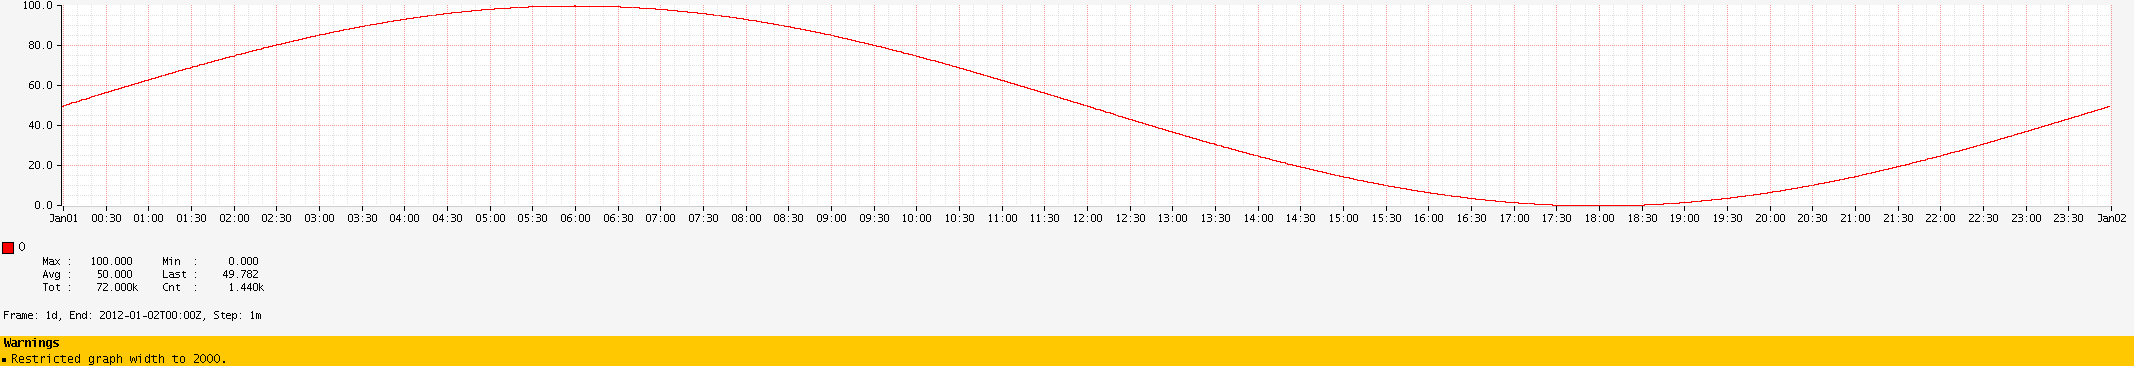 100.0
80.0
60.0
40.0
20.0
0.0
Jan01 00:30 01:00 01:30 02:00 02:30 03:00 03:30 04:00 04:30 05:00 05:30 06:00 06:30 07:00 07:30 08:00 08:30 09:00 09:30 10:00 10:30 11:00 11:30 12:00 12:30 13:00 13:30 14:00 14:30 15:00 15:30 16:00 16:30 17:00 17:30 18:00 18:30 19:00 19:30 20:00 20:30 21:00 21:30 22:00 22:30 23:00 23:30 Jan02
0
Max : 100.000 Min : 0.000
Avg : 50.000 Last : 49.782
Tot : 72.000k Cnt : 1.440k
Frame: 1d, End: 2012-01-02T00:00Z, Step: 1m
Warnings
▪ Restricted graph width to 2000.